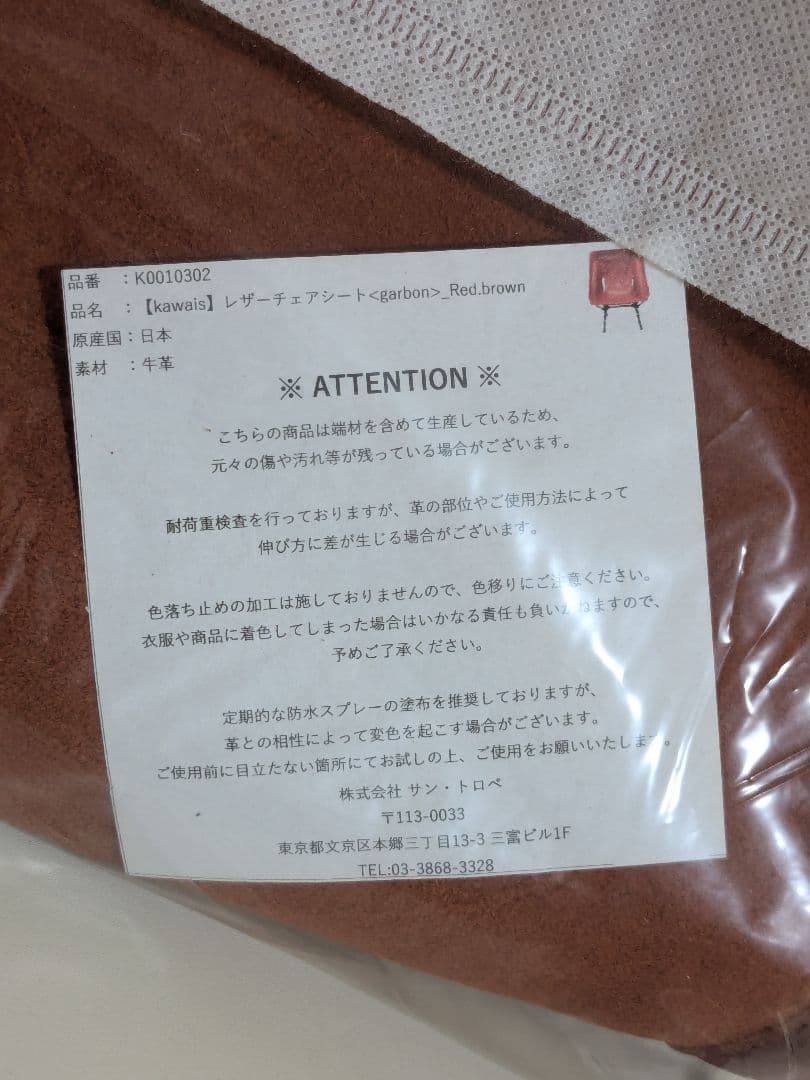 品番　：K0010302
品名　：【kawais】レザーチェアシート<garbon>_Red.brown
原産国：日本
素材　：牛革
※ ATTENTION ※
こちらの商品は端材を含めて生産しているため、
元々の傷や汚れ等が残っている場合がございます。
耐荷重検査を行っておりますが、革の部位やご使用方法によって
伸び方に差が生じる場合がございます。
色落ち止めの加工は施しておりませんので、色移りにご注意ください。
衣服や商品に着色してしまった場合はいかなる責任も負いかねますので、
予めご了承ください。
定期的な防水スプレーの塗布を推奨しておりますが、
革との相性によって変色を起こす場合がございます。
ご使用前に目立たない箇所にてお試しの上、ご使用をお願いいたします。
株式会社 サン・トロペ
〒113-0033
東京都文京区本郷三丁目13-3 三富ビル1F
TEL:03-3868-3328